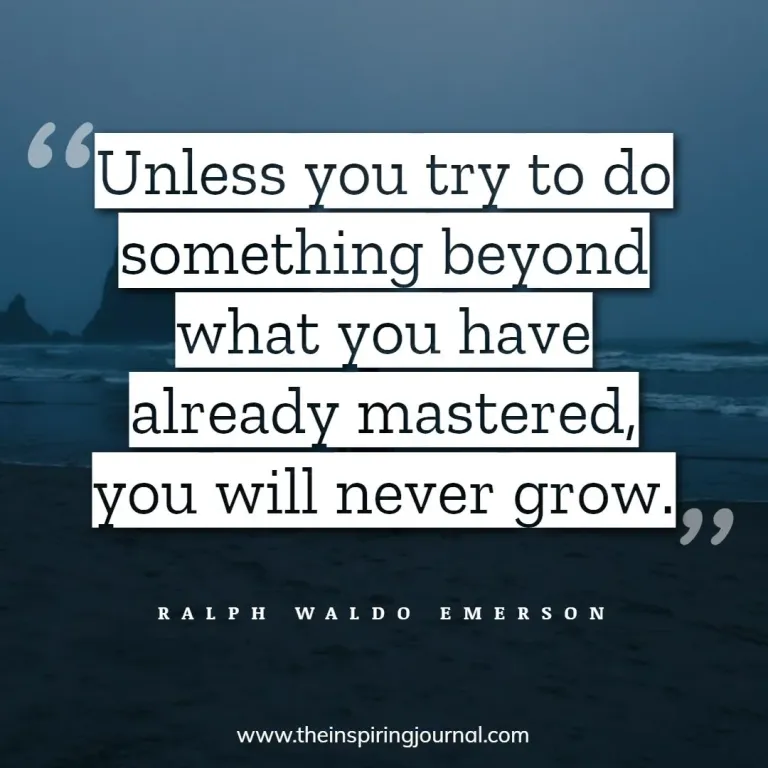 “Unless you try to do
something beyond
what you have
already mastered,
you will never grow.”
RALPH WALDO EMERSON
www.theinspiringjournal.com